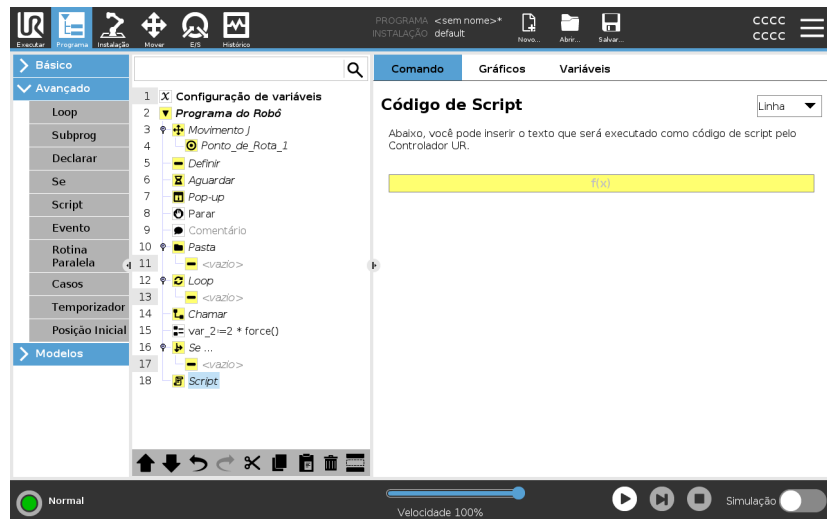 UR
PROGRAMA <sem nome>*
INSTALAÇÃO default
Executar Programa Instalação Mover E/S Histórico
Novo... Abrir... Salvar...
CCCC
CCCC
Básico
Avançado
Loop
Subprog
Declarar
Se
Script
Evento
Rotina
Paralela
Casos
Temporizador
Posição Inicial
Modelos
1 X Configuração de variáveis
2 Programa do Robô
3 Movimento J
4 Ponto_de_Rota_1
5 Definir
6 Aguardar
7 Pop-up
8 Parar
9 Comentário
10 Pasta
11 <vazio>
12 Loop
13 <vazio>
14 Chamar
15 var_2≔2 * force()
16 Se ...
17 <vazio>
18 Script
Comando Gráficos Variáveis
Código de Script
Linha
Abaixo, você pode inserir o texto que será executado como código de script pelo
Controlador UR.
f(x)
Normal
Velocidade 100%
Simulação